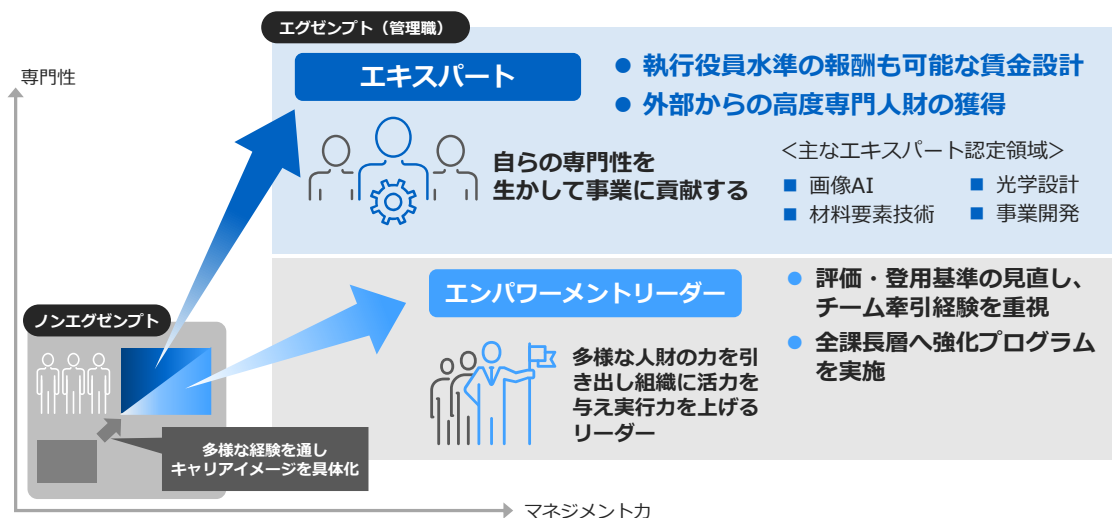 エグゼンプト（管理職）
専門性
エキスパート
● 執行役員水準の報酬も可能な賃金設計
● 外部からの高度専門人財の獲得
自らの専門性を
生かして事業に貢献する
＜主なエキスパート認定領域＞
■ 画像AI
■ 光学設計
■ 材料要素技術
■ 事業開発
エンパワーメントリーダー
● 評価・登用基準の見直し、
チーム牽引経験を重視
● 全課長層へ強化プログラム
を実施
多様な人財の力を引
き出し組織に活力を
与え実行力を上げる
リーダー
ノンエグゼンプト
多様な経験を通し
キャリアイメージを具体化
マネジメント力